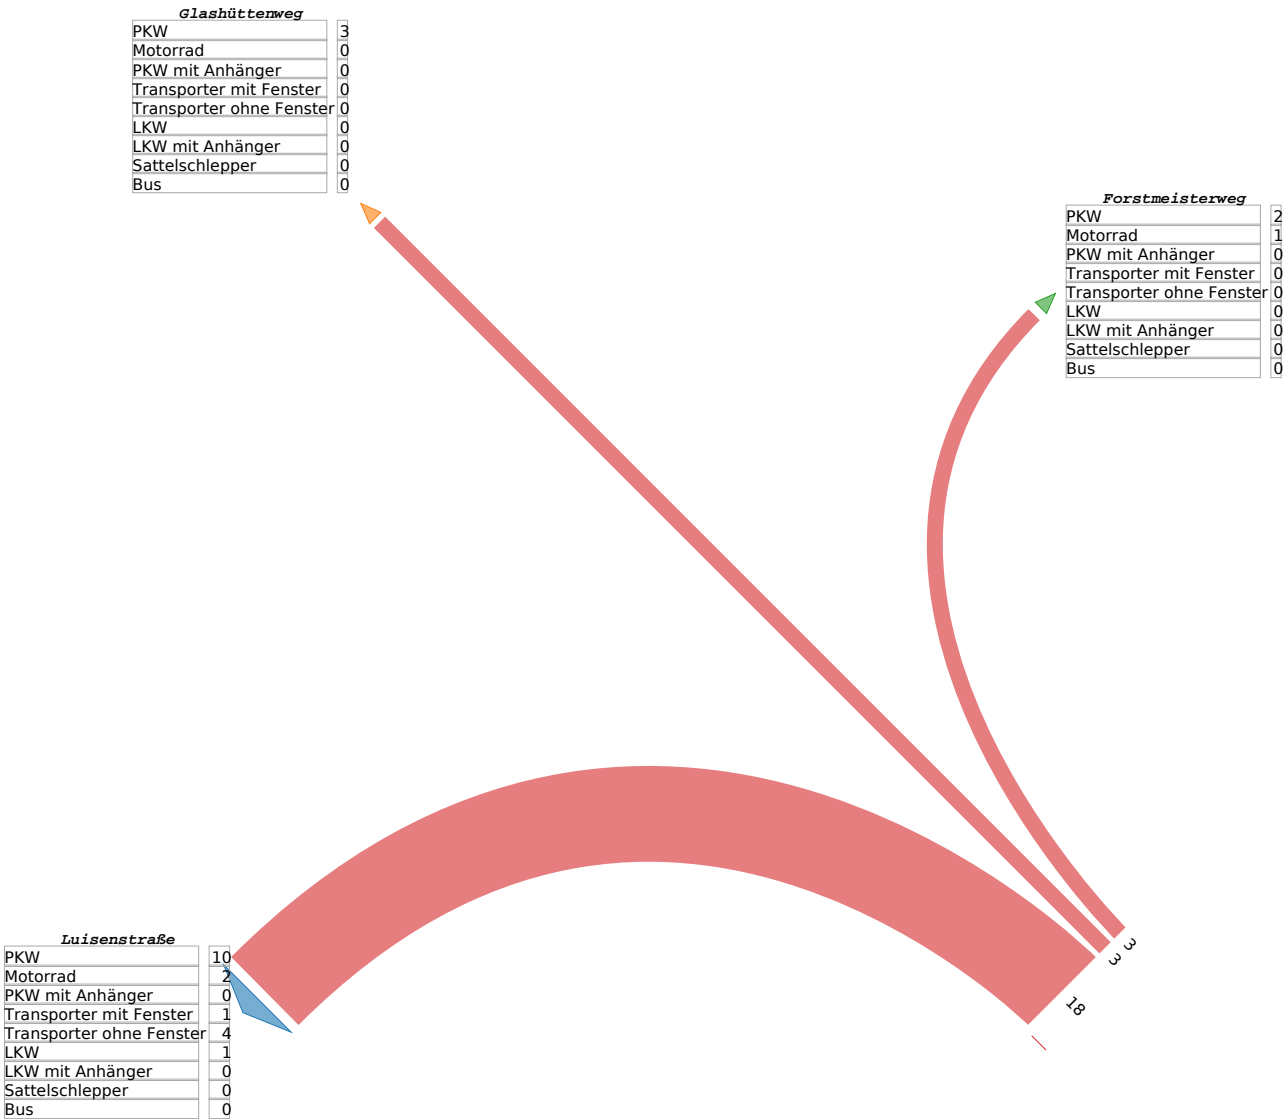 Glashüttenweg
PKW 3
Motorrad 0
PKW mit Anhänger 0
Transporter mit Fenster 0
Transporter ohne Fenster 0
LKW 0
LKW mit Anhänger 0
Sattelschlepper 0
Bus 0
Forstmeisterweg
PKW 2
Motorrad 1
PKW mit Anhänger 0
Transporter mit Fenster 0
Transporter ohne Fenster 0
LKW 0
LKW mit Anhänger 0
Sattelschlepper 0
Bus 0
Luisenstraße
PKW 10
Motorrad 2
PKW mit Anhänger 0
Transporter mit Fenster 1
Transporter ohne Fenster 4
LKW 1
LKW mit Anhänger 0
Sattelschlepper 0
Bus 0
3
3
18